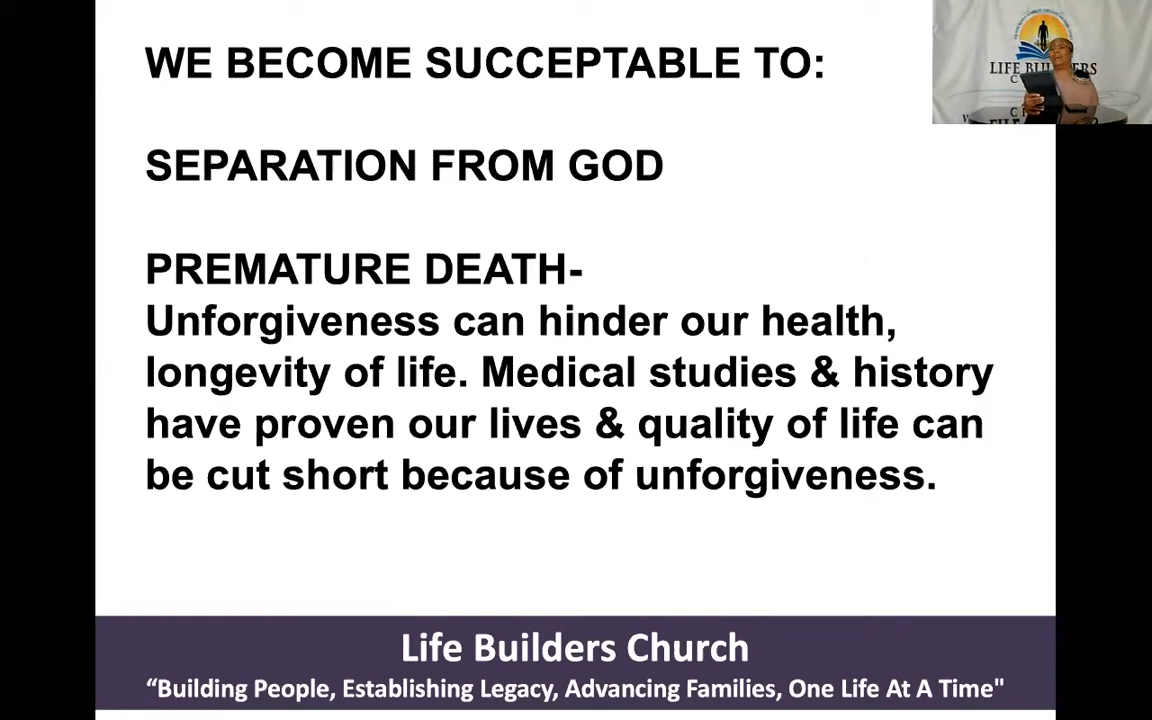 WE BECOME SUCCEPTABLE TO:
SEPARATION FROM GOD
PREMATURE DEATH-
Unforgiveness can hinder our health,
longevity of life. Medical studies & history
have proven our lives & quality of life can
be cut short because of unforgiveness.
Life Builders Church
“Building People, Establishing Legacy, Advancing Families, One Life At A Time"